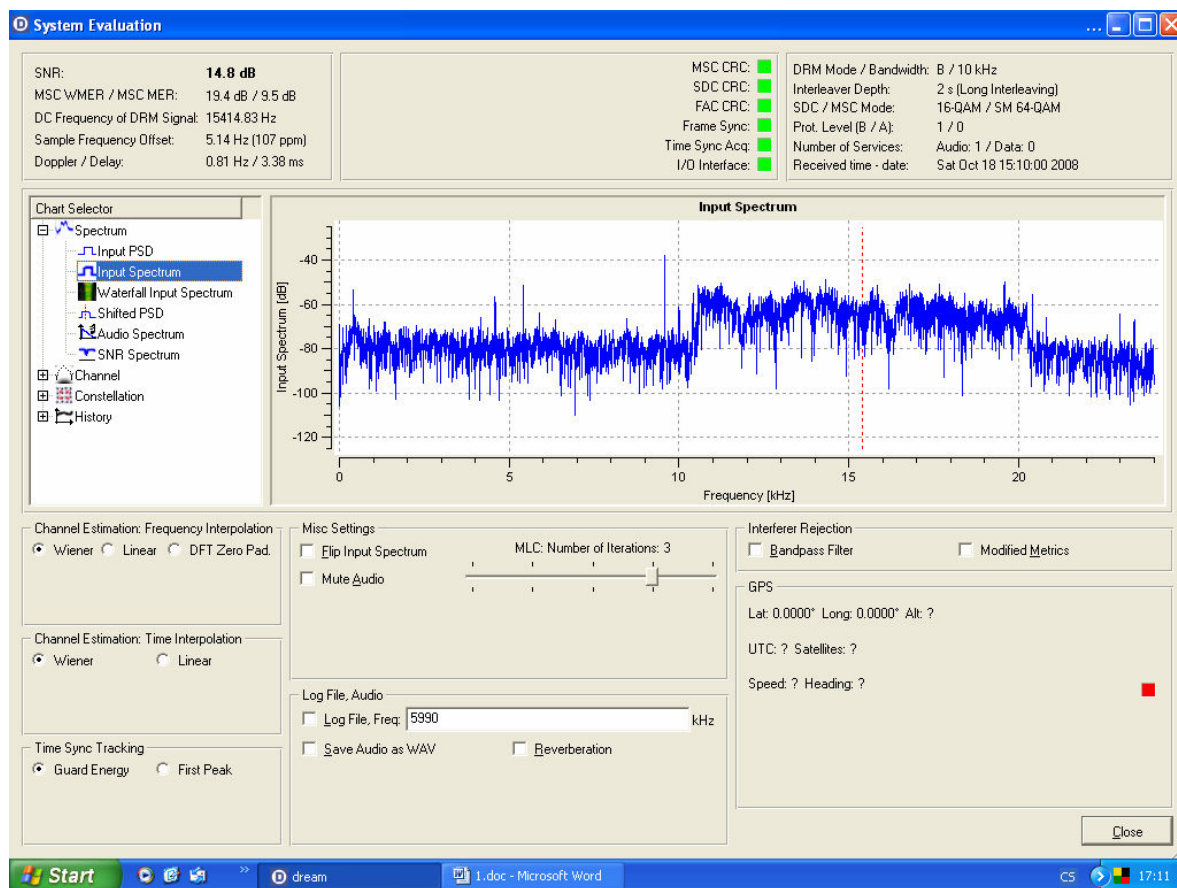 System Evaluation
SNR: 14.8 dB
MSC WMER / MSC MER: 19.4 dB / 9.5 dB
DC Frequency of DRM Signal: 15414.83 Hz
Sample Frequency Offset: 5.14 Hz (107 ppm)
Doppler / Delay: 0.81 Hz / 3.38 ms
MSC CRC:
SDC CRC:
FAC CRC:
Frame Sync:
Time Sync Acq:
I/O Interface:
DRM Mode / Bandwidth: B / 10 kHz
Interleaver Depth: 2 s (Long Interleaving)
SDC / MSC Mode: 16-QAM / SM 64-QAM
Prot. Level (B / A): 1 / 0
Number of Services: Audio: 1 / Data: 0
Received time - date: Sat Oct 18 15:10:00 2008
Chart Selector
Spectrum
Input PSD
Input Spectrum
Waterfall Input Spectrum
Shifted PSD
Audio Spectrum
SNR Spectrum
Channel
Constellation
History
Input Spectrum
Input Spectrum [dB]
-40
-60
-80
-100
-120
0 5 10 15 20
Frequency [kHz]
Channel Estimation: Frequency Interpolation
Wiener Linear DFT Zero Pad.
Channel Estimation: Time Interpolation
Wiener Linear
Time Sync Tracking
Guard Energy First Peak
Misc Settings
Flip Input Spectrum MLC: Number of Iterations: 3
Mute Audio
Log File, Audio
Log File, Freq: 5990 kHz
Save Audio as WAV Reverberation
Interferer Rejection
Bandpass Filter Modified Metrics
GPS
Lat: 0.0000° Long: 0.0000° Alt: ?
UTC: ? Satellites: ?
Speed: ? Heading: ?
Close
Start » dream 1.doc - Microsoft Word CS 17:11